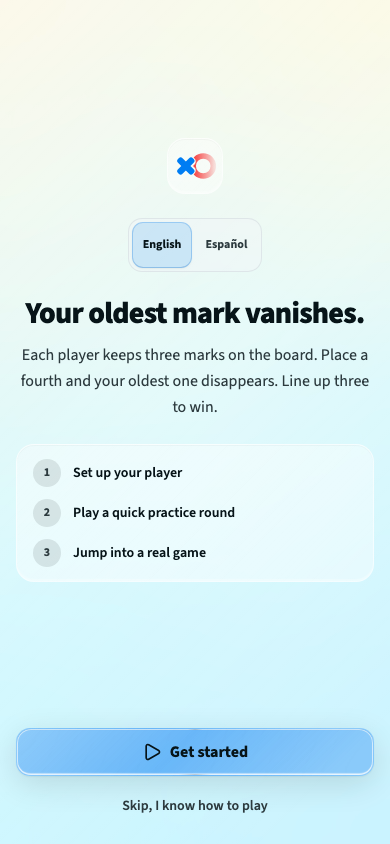 English
Español
Your oldest mark vanishes.
Each player keeps three marks on the board. Place a
fourth and your oldest one disappears. Line up three
to win.
1 Set up your player
2 Play a quick practice round
3 Jump into a real game
Get started
Skip, I know how to play